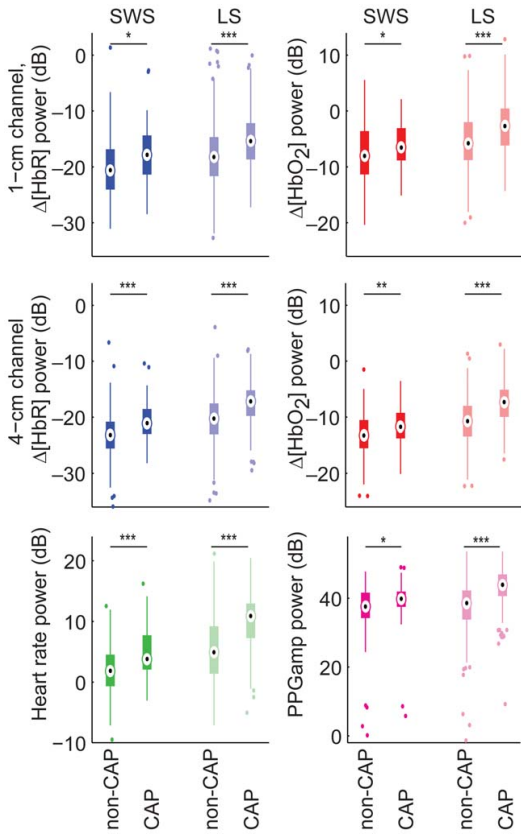 SWS LS
* ***
1−cm channel,
Δ[HbR] power (dB)
0
−10
−20
−30
SWS LS
* ***
Δ[HbO2] power (dB)
10
0
−10
−20
*** ***
4−cm channel
Δ[HbR] power (dB)
0
−10
−20
−30
** ***
Δ[HbO2] power (dB)
10
0
−10
−20
*** ***
Heart rate power (dB)
20
10
0
−10
non-CAP
CAP
non-CAP
CAP
* ***
PPGamp power (dB)
40
20
0
non-CAP
CAP
non-CAP
CAP